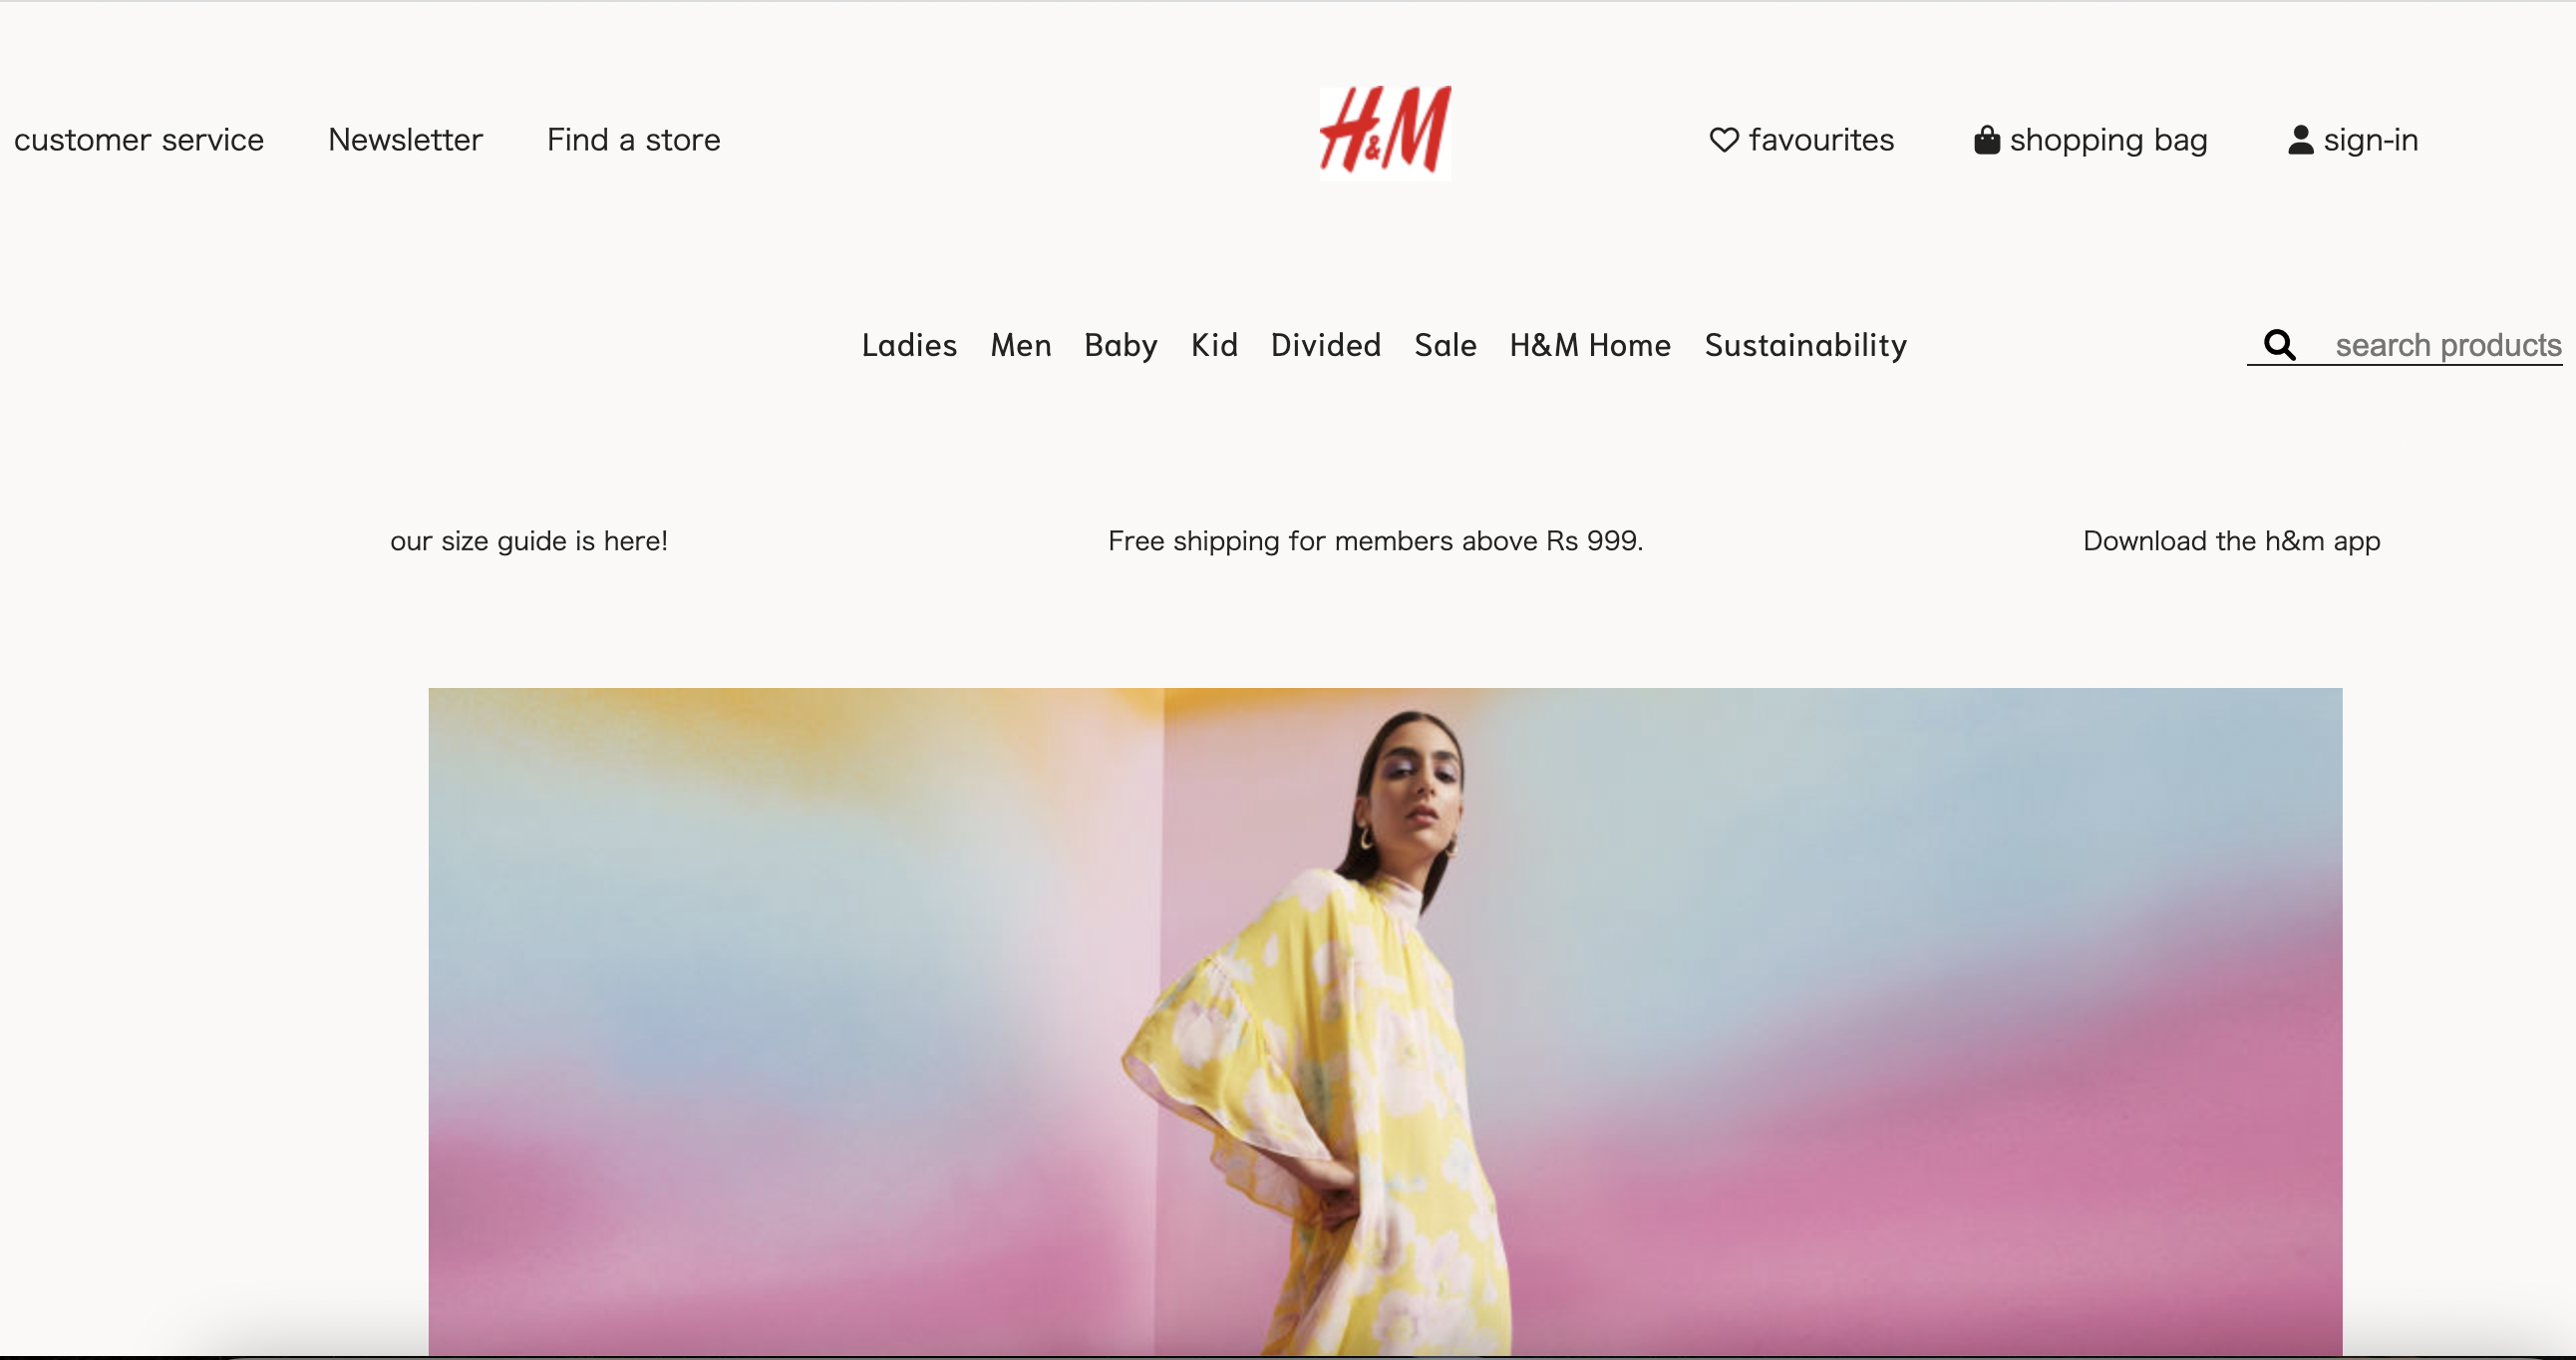 customer service Newsletter Find a store H&M favourites shopping bag sign-in
Ladies Men Baby Kid Divided Sale H&M Home Sustainability search products
our size guide is here! Free shipping for members above Rs 999. Download the h&m app